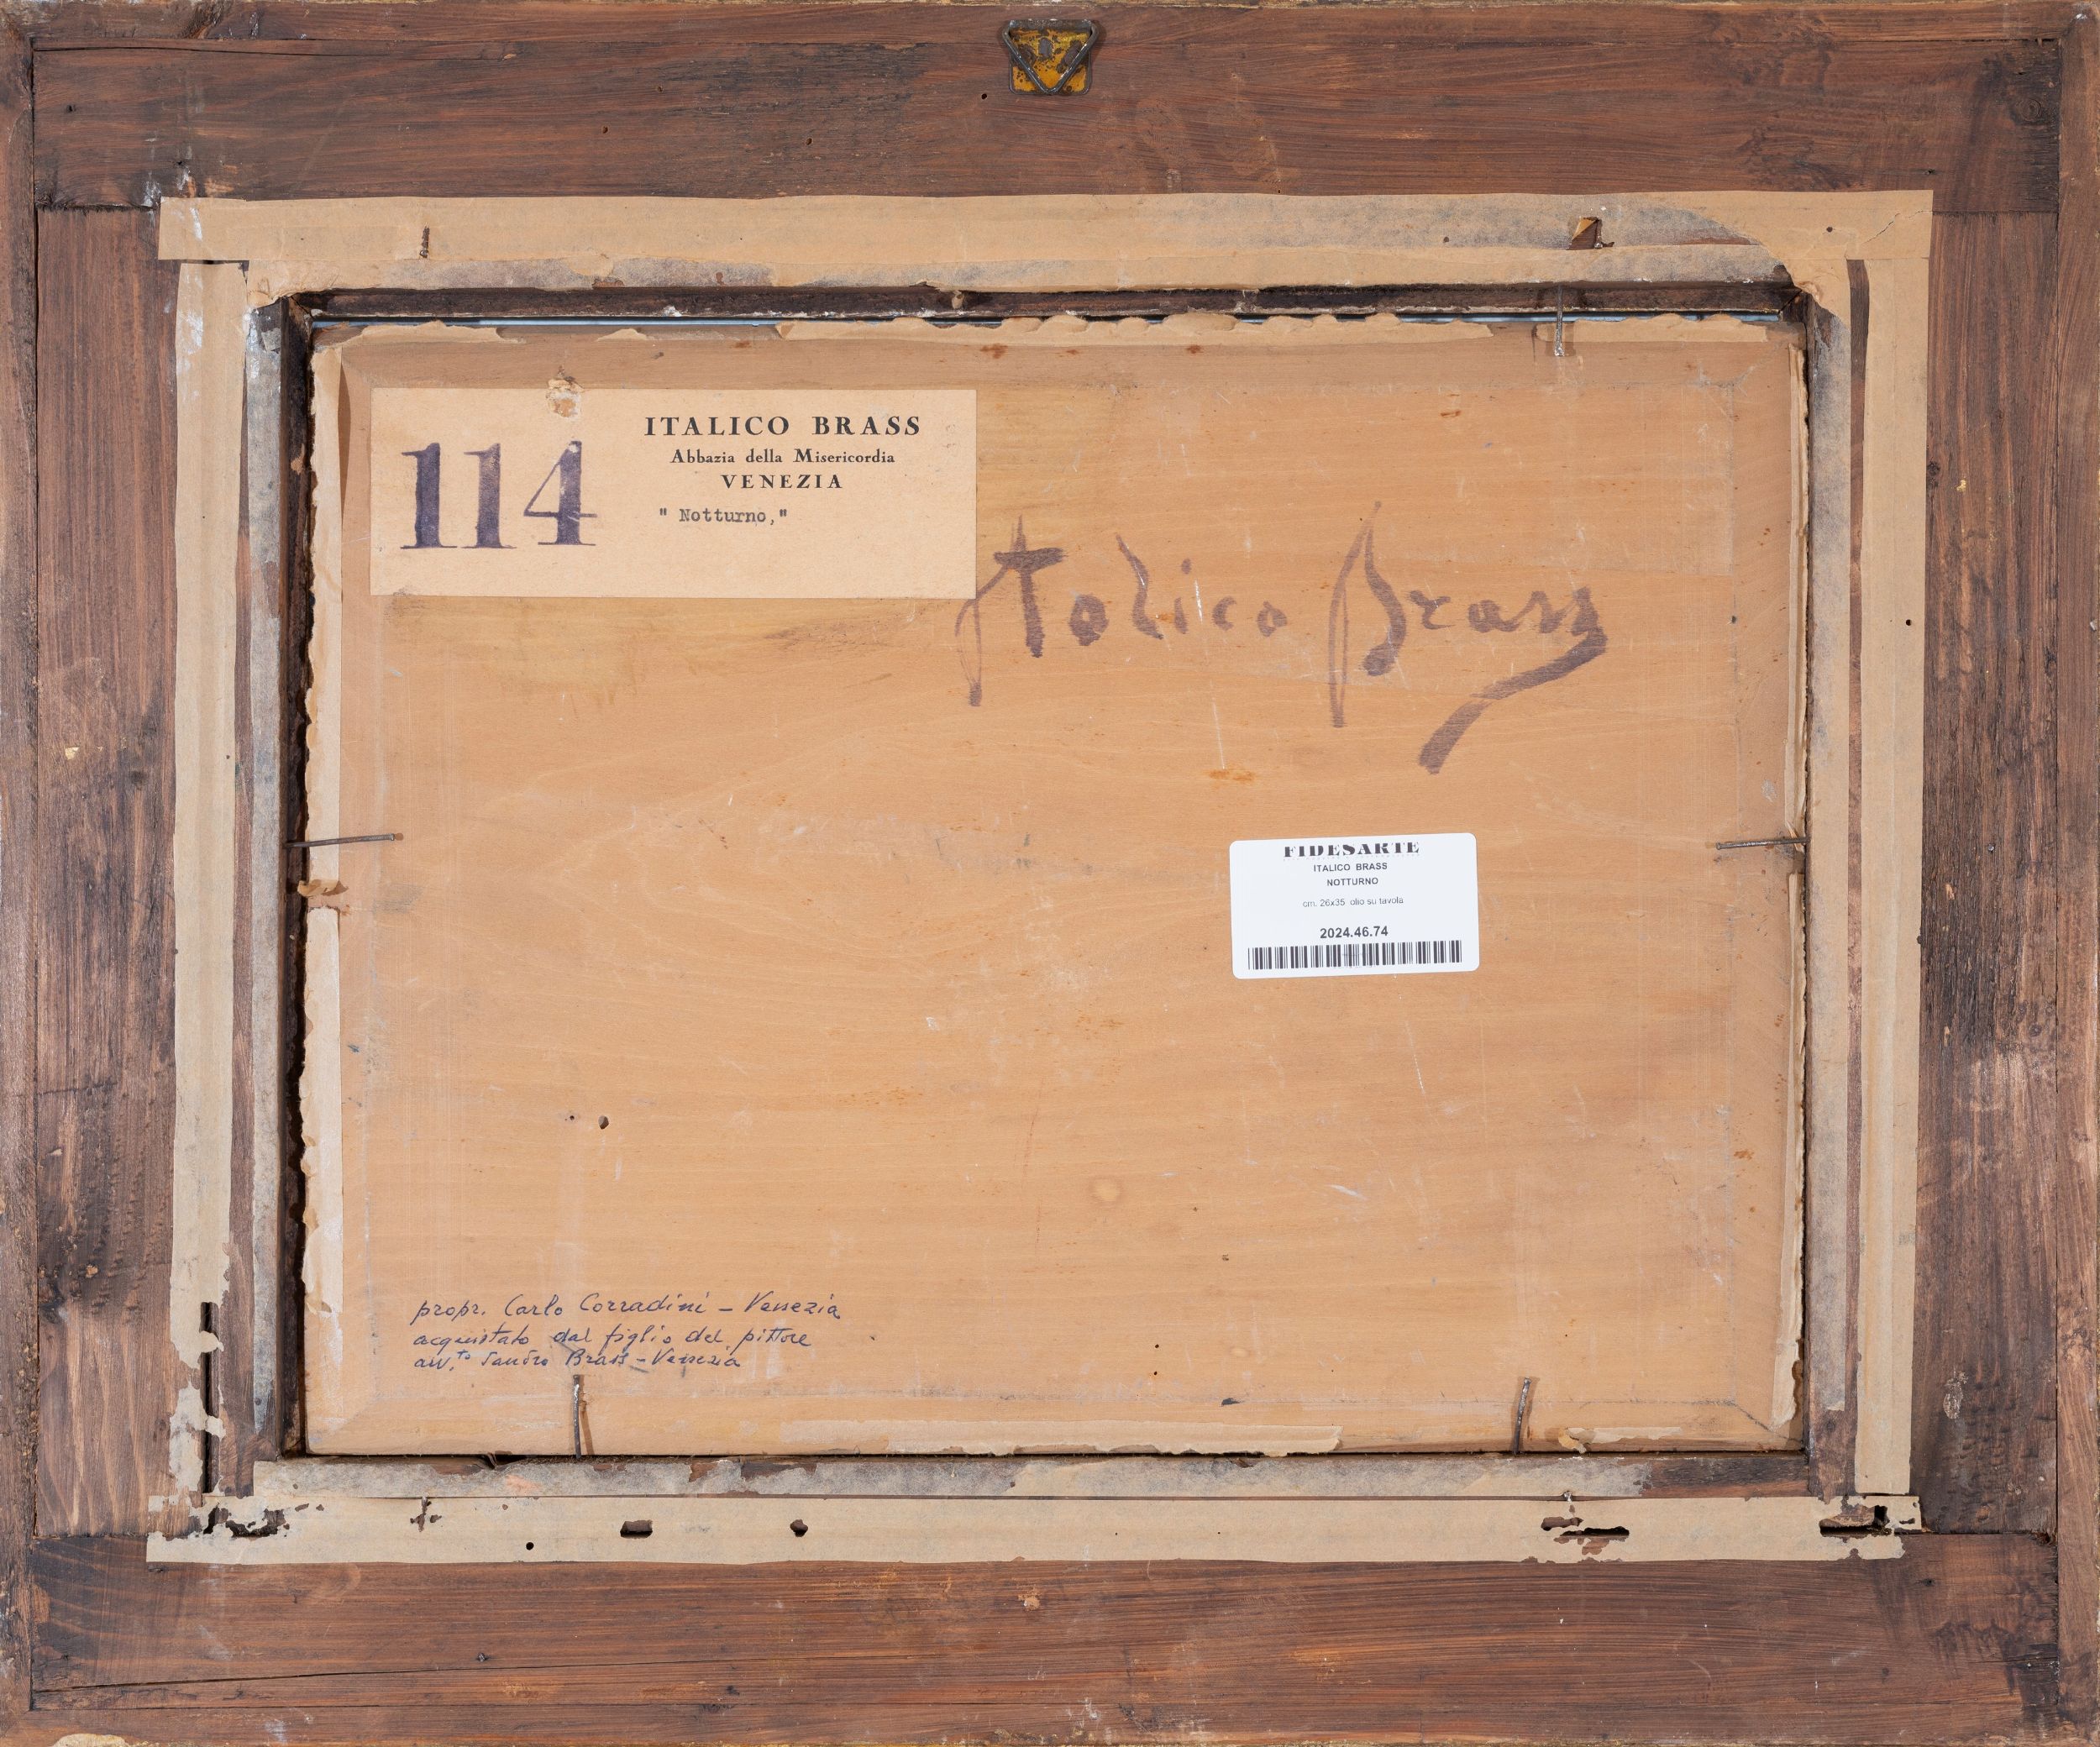 114
ITALICO BRASS
Abbazia della Misericordia
VENEZIA
" Notturno,"
Italico Brass
FIDESARTE
ITALICO BRASS
NOTTURNO
cm. 26x35 olio su tavola
2024.46.74
propr. Carlo Corradini - Venezia
acquistato dal figlio del pittore
avv.to Sandro Brass - Venezia